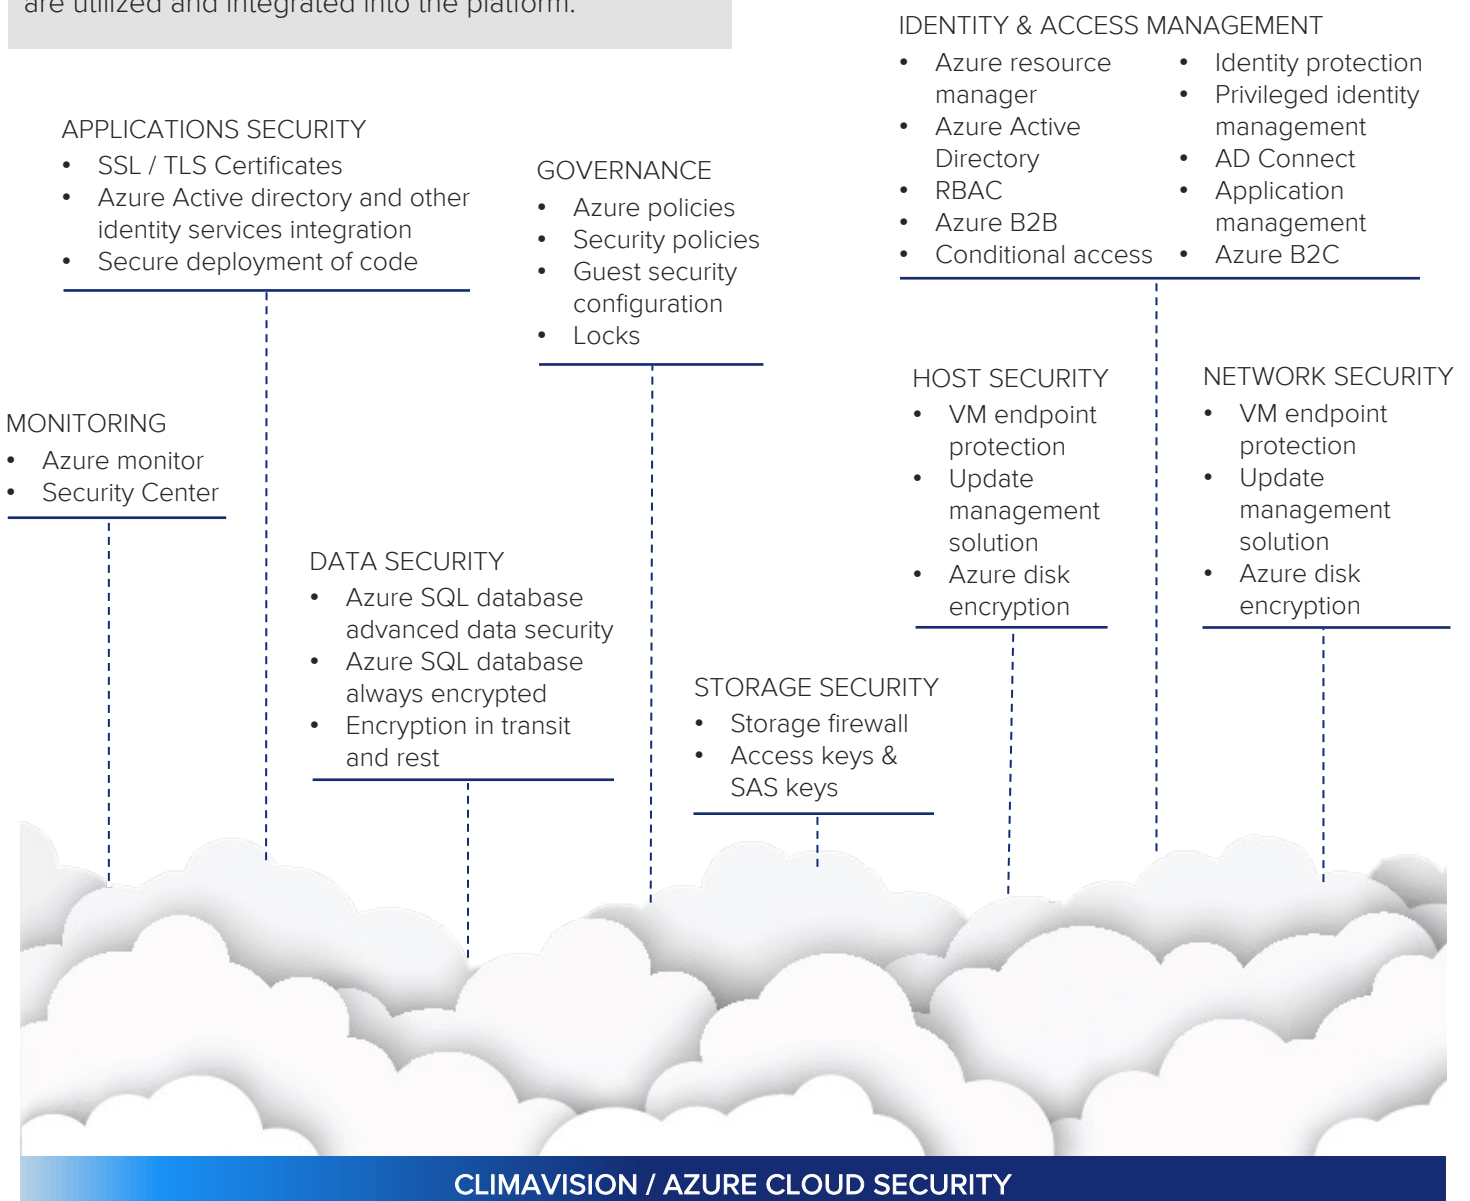 are utilized and integrated into the platform.
IDENTITY & ACCESS MANAGEMENT
• Azure resource
manager
• Azure Active
Directory
• RBAC
• Azure B2B
• Conditional access
• Identity protection
• Privileged identity
management
• AD Connect
• Application
management
• Azure B2C
APPLICATIONS SECURITY
• SSL / TLS Certificates
• Azure Active directory and other
identity services integration
• Secure deployment of code
GOVERNANCE
• Azure policies
• Security policies
• Guest security
configuration
• Locks
HOST SECURITY
• VM endpoint
protection
• Update
management
solution
• Azure disk
encryption
NETWORK SECURITY
• VM endpoint
protection
• Update
management
solution
• Azure disk
encryption
MONITORING
• Azure monitor
• Security Center
DATA SECURITY
• Azure SQL database
advanced data security
• Azure SQL database
always encrypted
• Encryption in transit
and rest
STORAGE SECURITY
• Storage firewall
• Access keys &
SAS keys
CLIMAVISION / AZURE CLOUD SECURITY